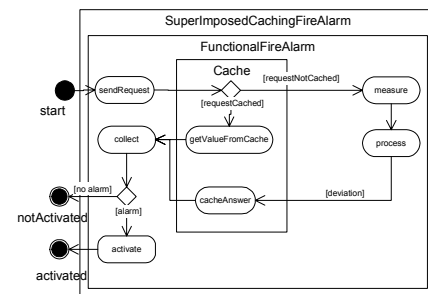 SuperImposedCachingFireAlarm
FunctionalFireAlarm
Cache
sendRequest
[requestNotCached]
measure
start
[requestCached]
collect
getValueFromCache
process
[no alarm]
[deviation]
notActivated
[alarm]
cacheAnswer
activate
activated